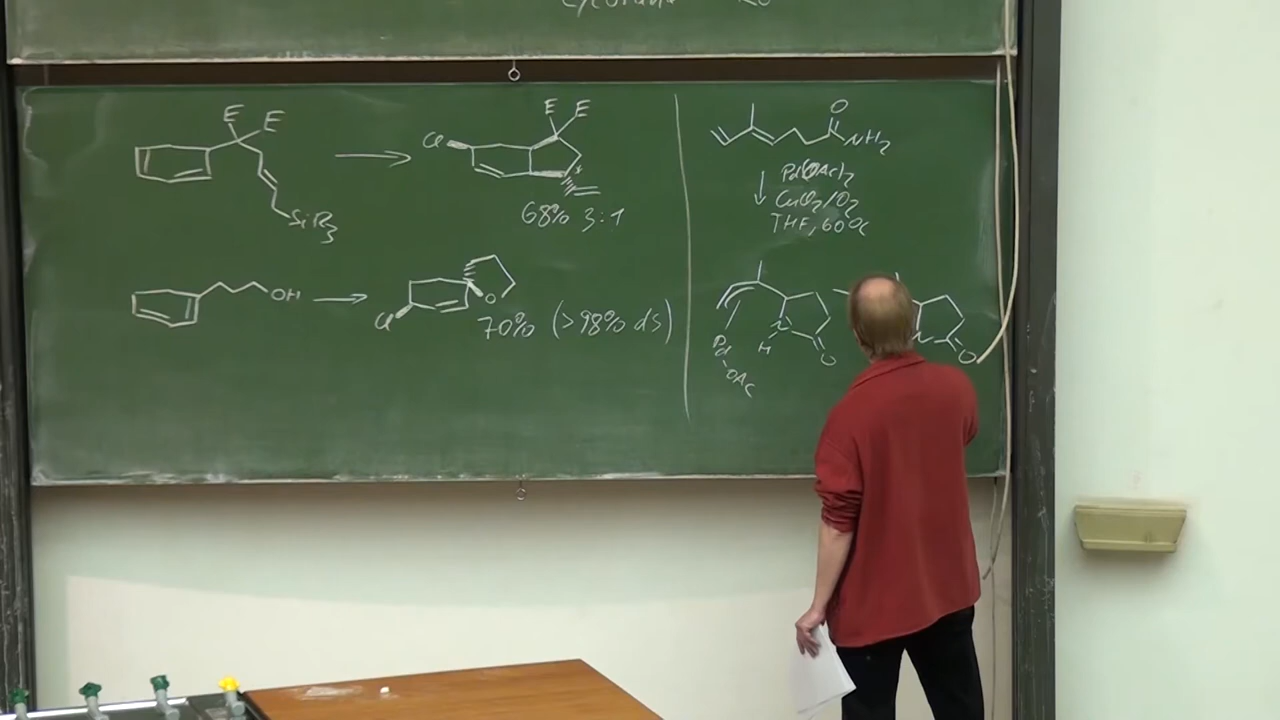 E E
SiR3
E E
Cl
68% 3:1
OH
O
Cl
70% (>98% ds)
O
NH2
Pd(OAc)2
CuCl2/O2
THF, 60°C
Pd
OAc
N
H
O
N
O